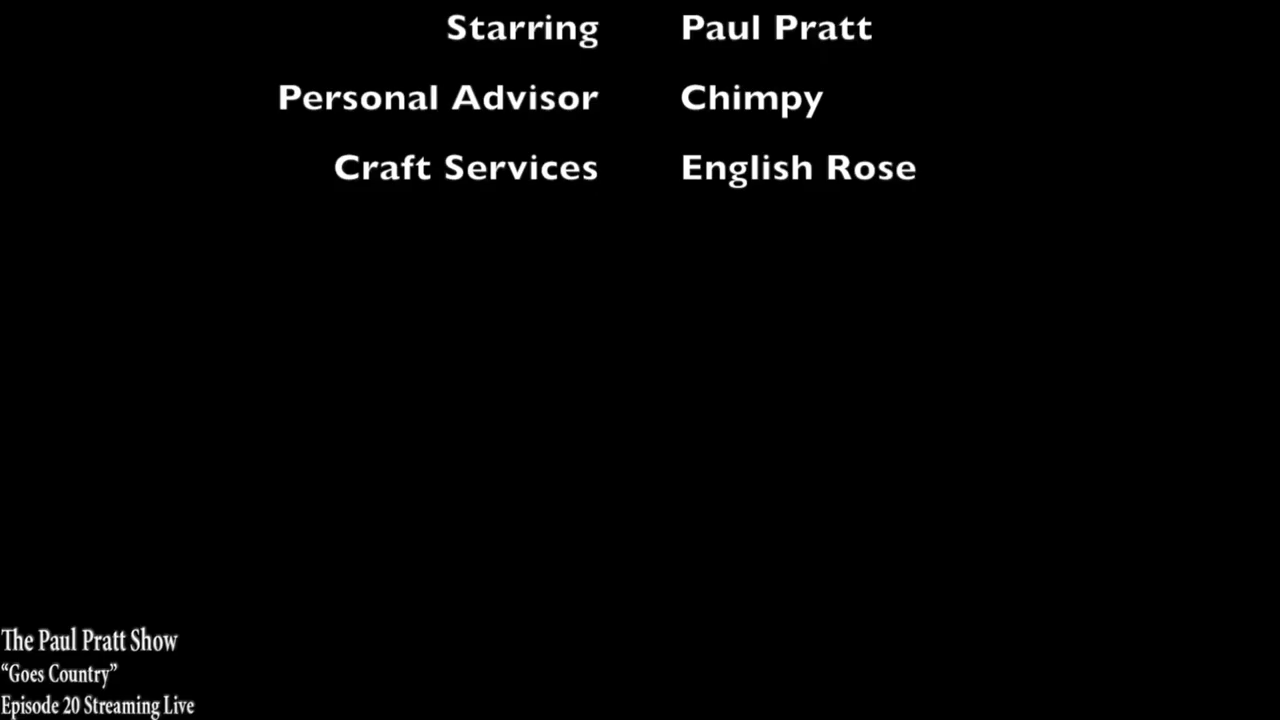 Starring Paul Pratt
Personal Advisor Chimpy
Craft Services English Rose
The Paul Pratt Show
“Goes Country”
Episode 20 Streaming Live